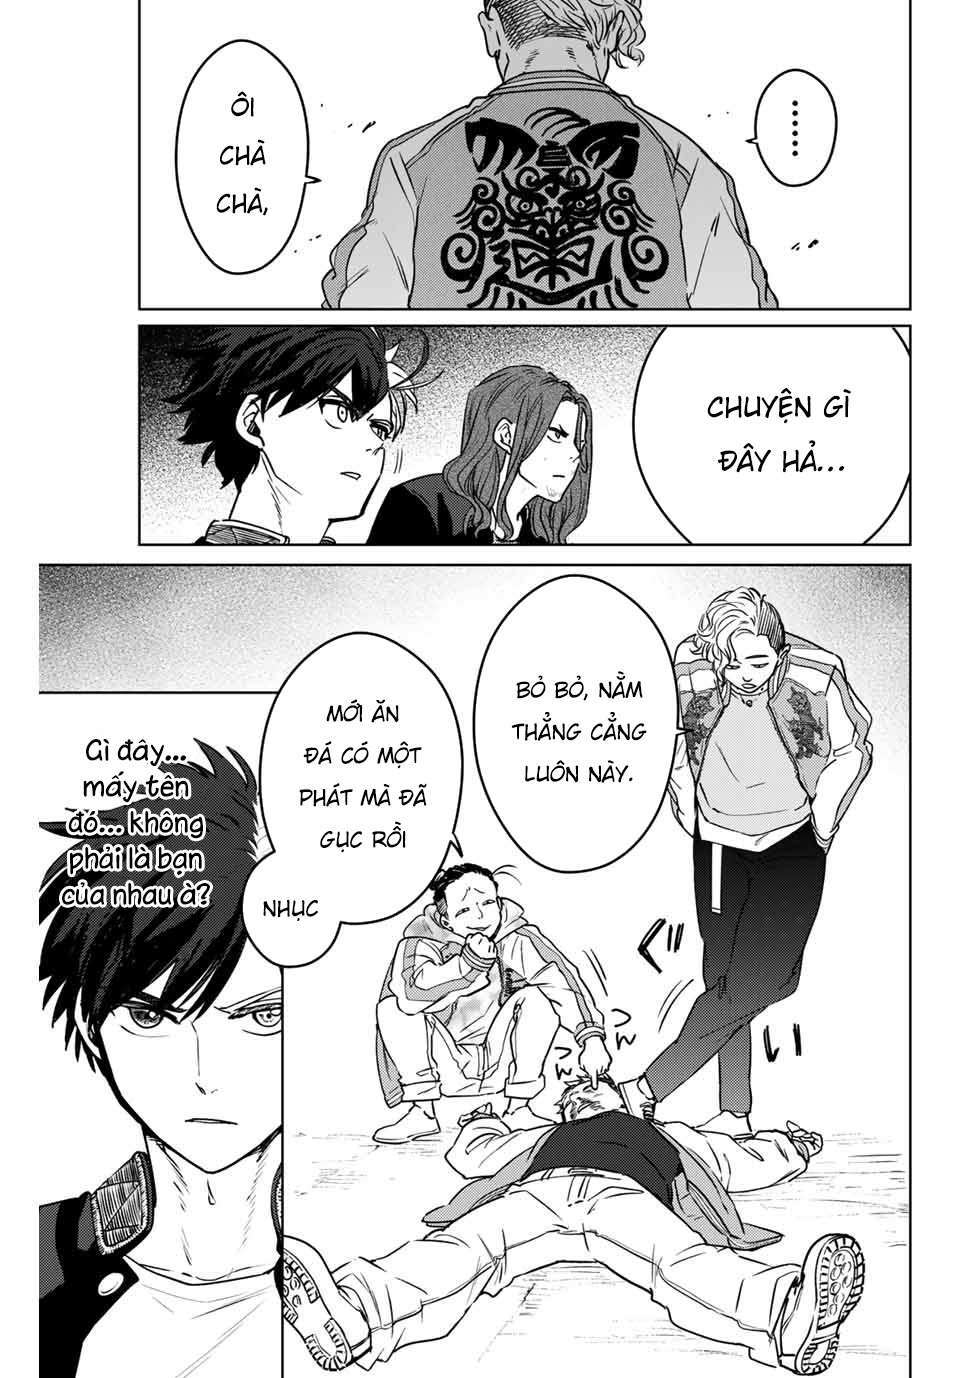 ......
ÔI
CHÀ
CHÀ,
CHUYỆN GÌ
ĐÂY HẢ...
BỎ BỎ, NẰM
THẲNG CẲNG
LUÔN NÀY.
MỚI ĂN
ĐÁ CÓ MỘT
PHÁT MÀ ĐÃ
GỤC RỒI
NHỤC
Gì đây...
mấy tên
đó... không
phải là bạn
của nhau à?